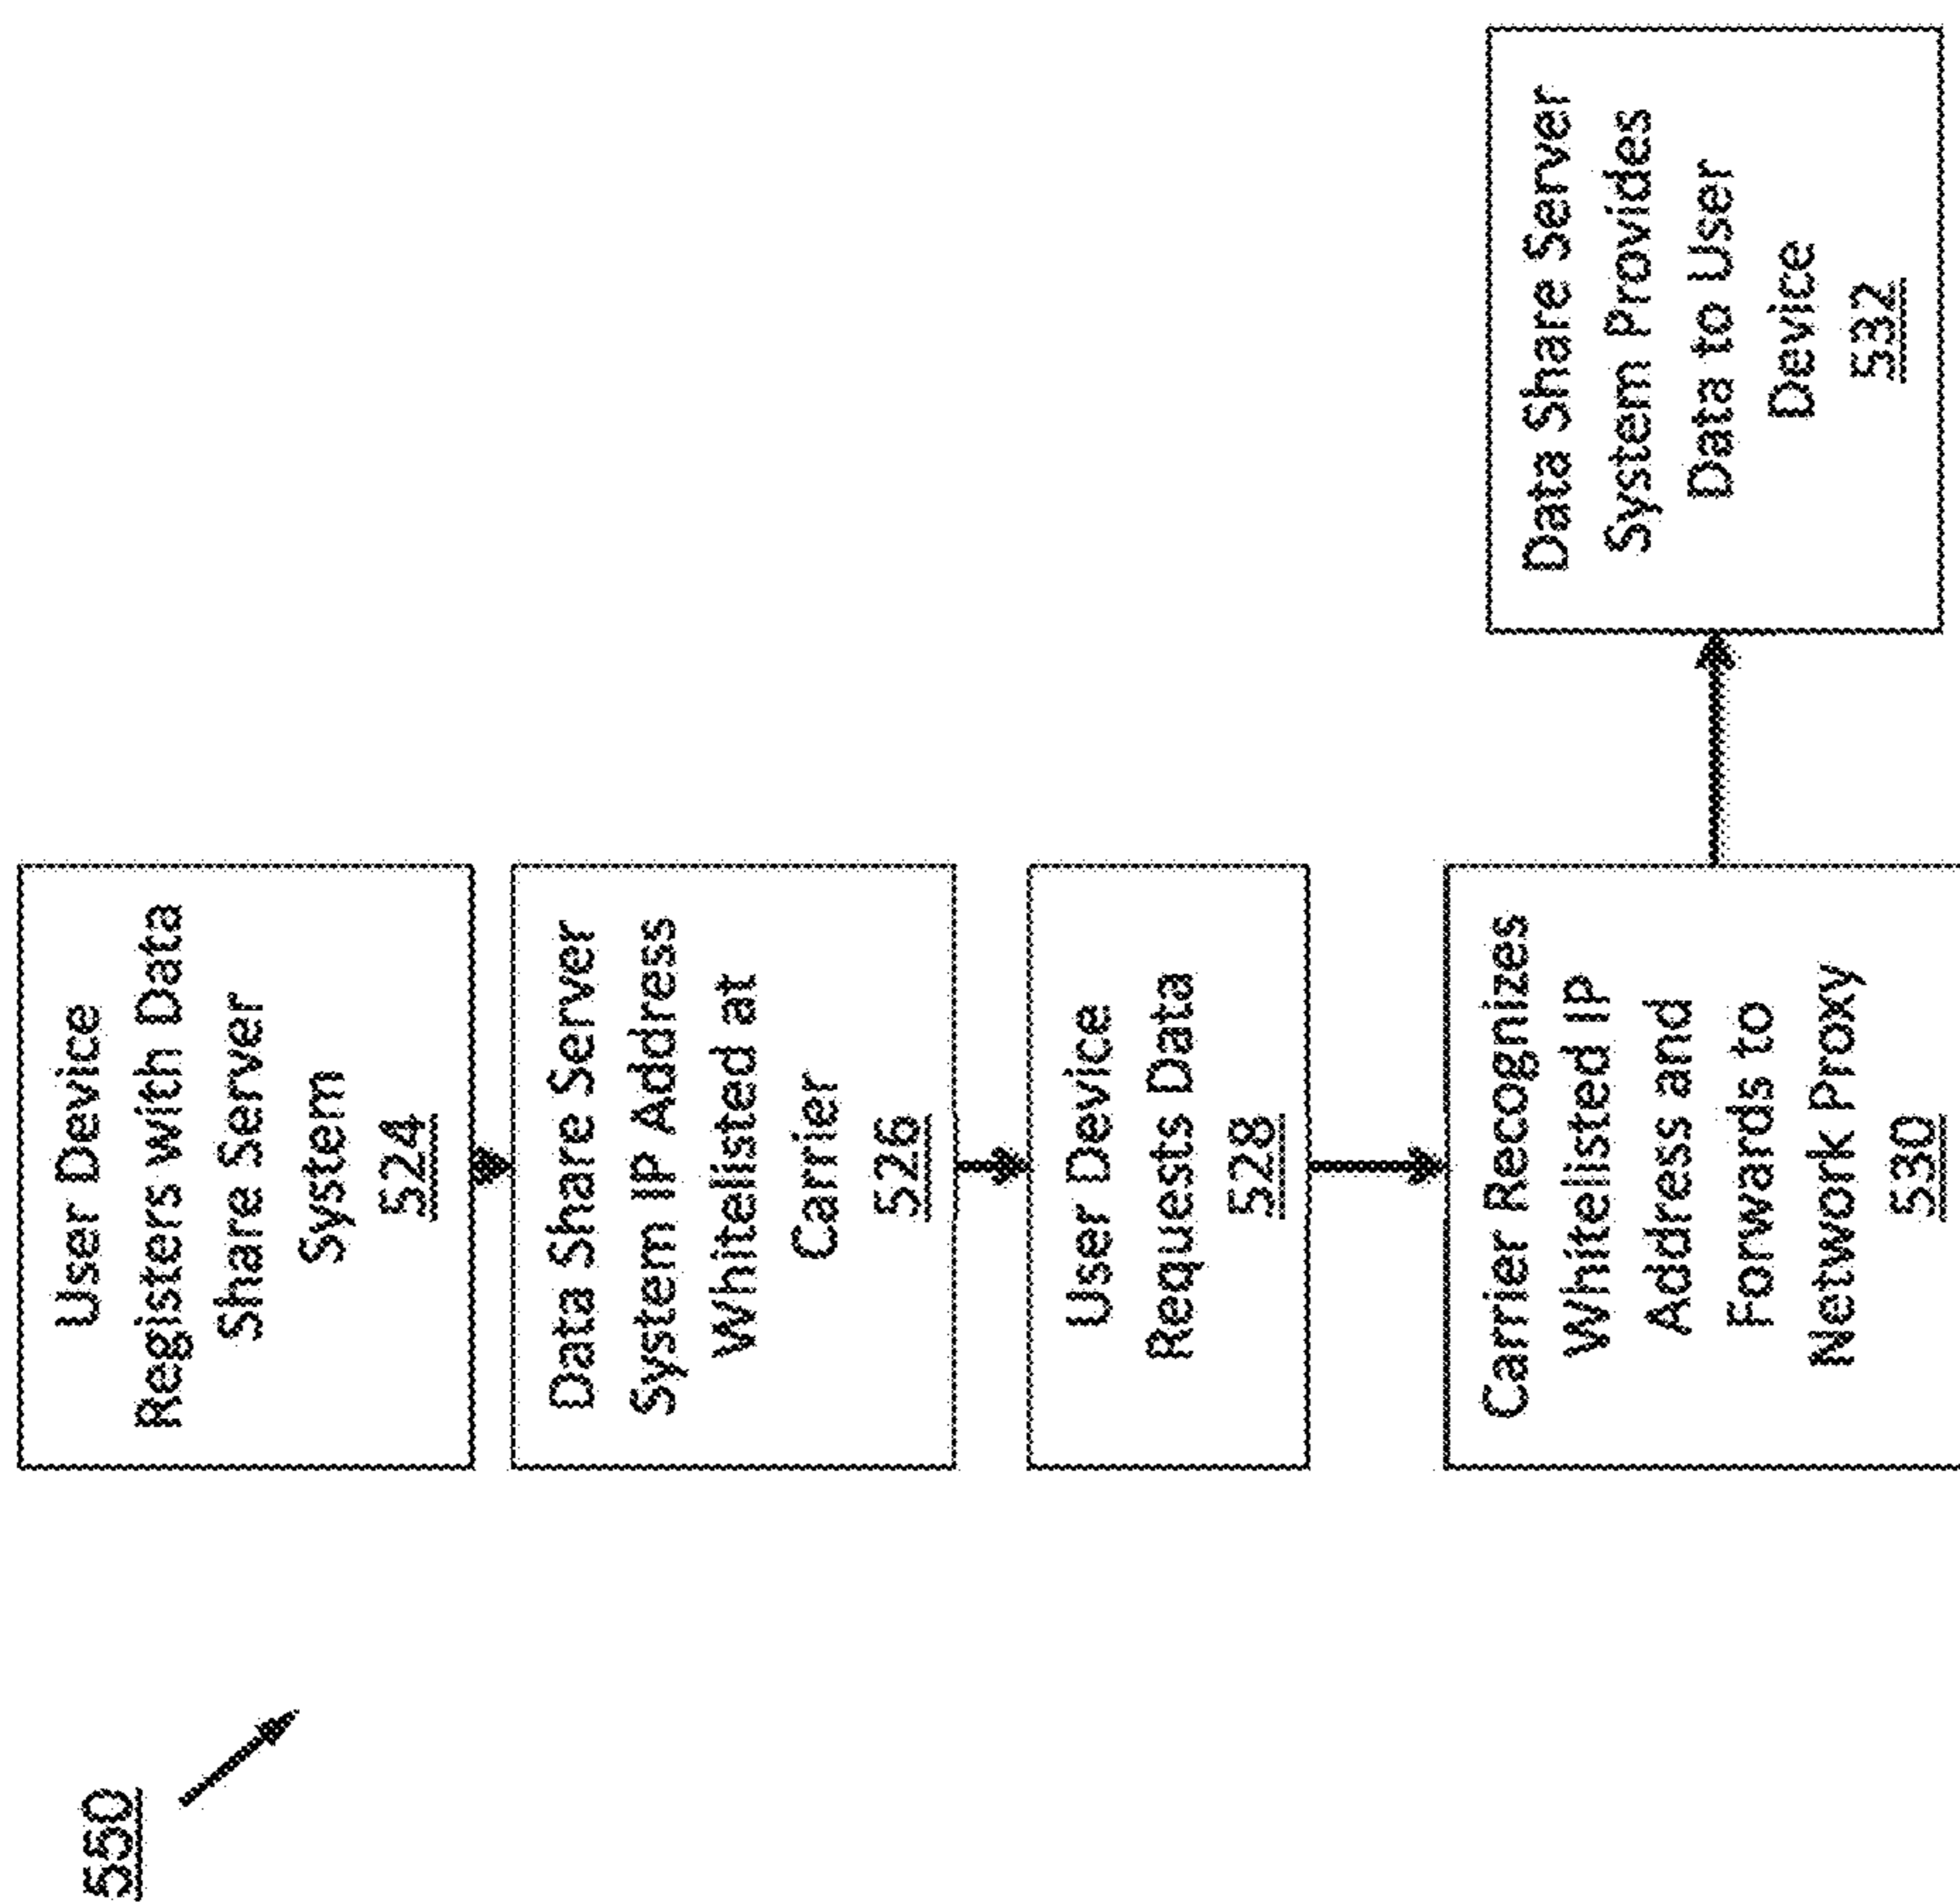 550
User Device
Registers with Data
Share Server
System
524
Data Share Server
System IP Address
Whitelisted at
Carrier
526
User Device
Requests Data
528
Carrier Recognizes
Whitelisted IP
Address and
Forwards to
Network Proxy
530
Data Share Server
System Provides
Data to User
Device
532